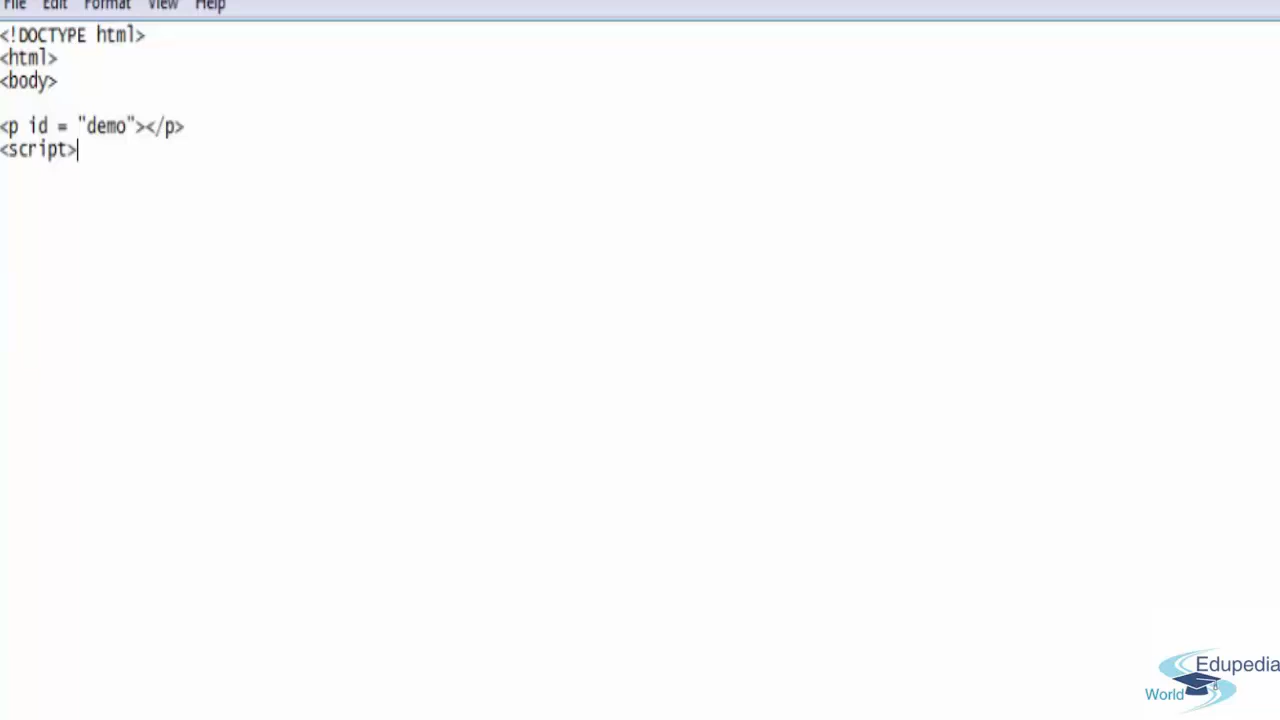 File Edit Format View Help
<!DOCTYPE html>
<html>
<body>
<p id = "demo"></p>
<script>
Edupedia
World